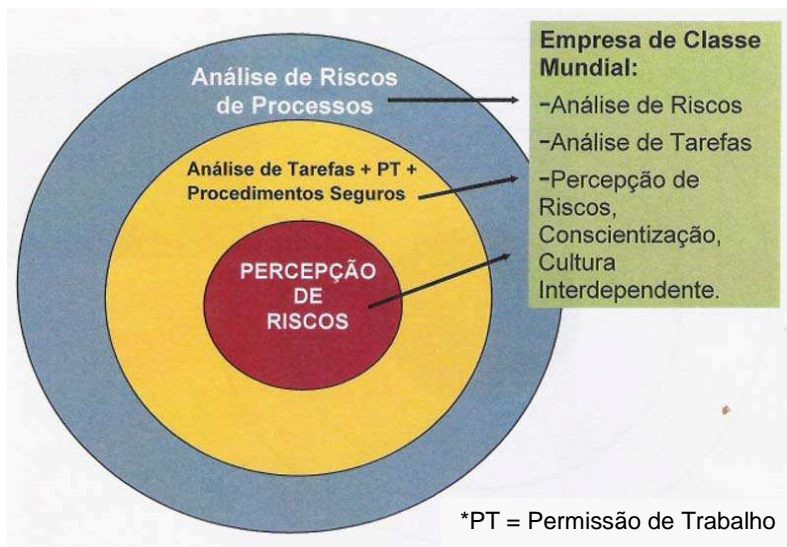 Análise de Riscos
de Processos
Análise de Tarefas + PT +
Procedimentos Seguros
PERCEPÇÃO
DE
RISCOS
Empresa de Classe
Mundial:
-Análise de Riscos
-Análise de Tarefas
-Percepção de
Riscos,
Conscientização,
Cultura
Interdependente.
*PT = Permissão de Trabalho